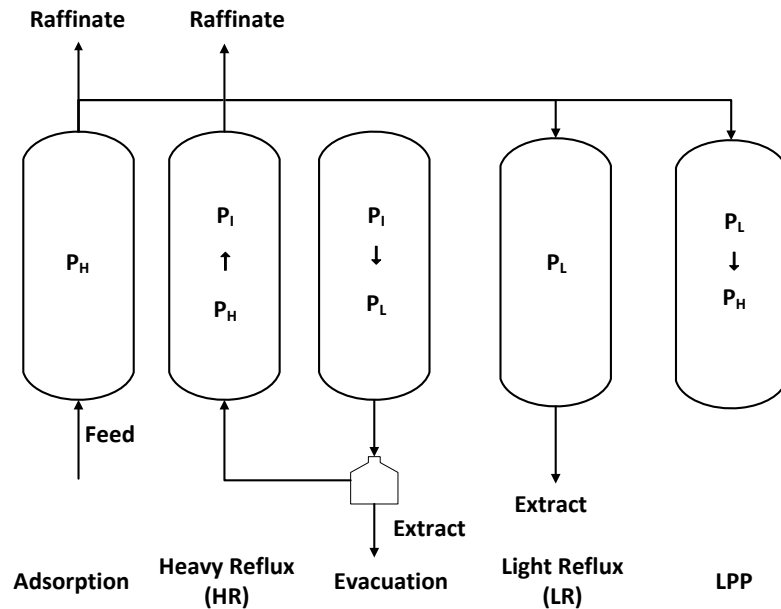 Raffinate
Raffinate
P_H
P_I
↑
P_H
P_I
↓
P_L
P_L
P_L
↓
P_H
Feed
Extract
Extract
Adsorption
Heavy Reflux
(HR)
Evacuation
Light Reflux
(LR)
LPP